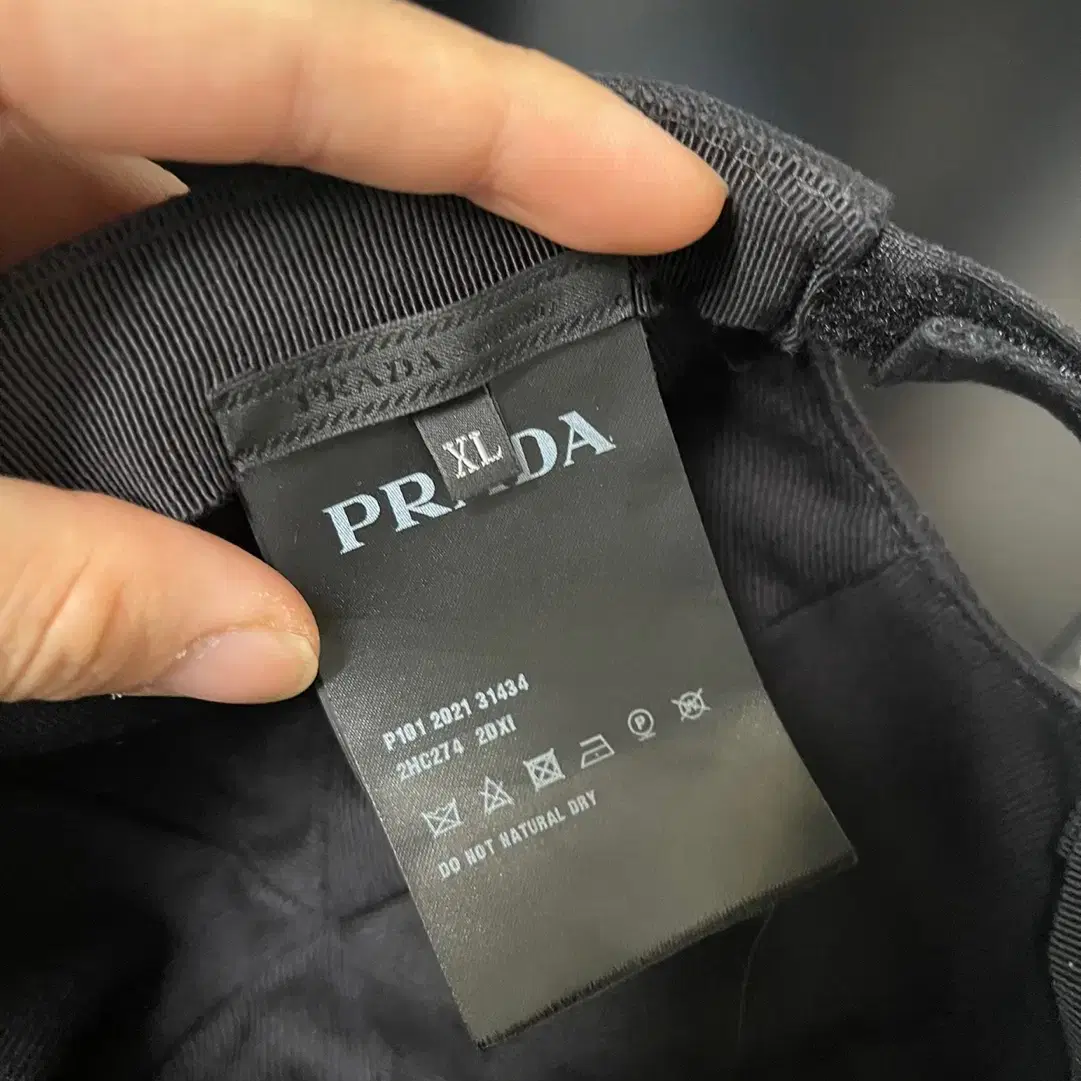 PRADA
XL
PRADA
P101 2021 31434
2HC274 2DXI
P
W
DO NOT NATURAL DRY